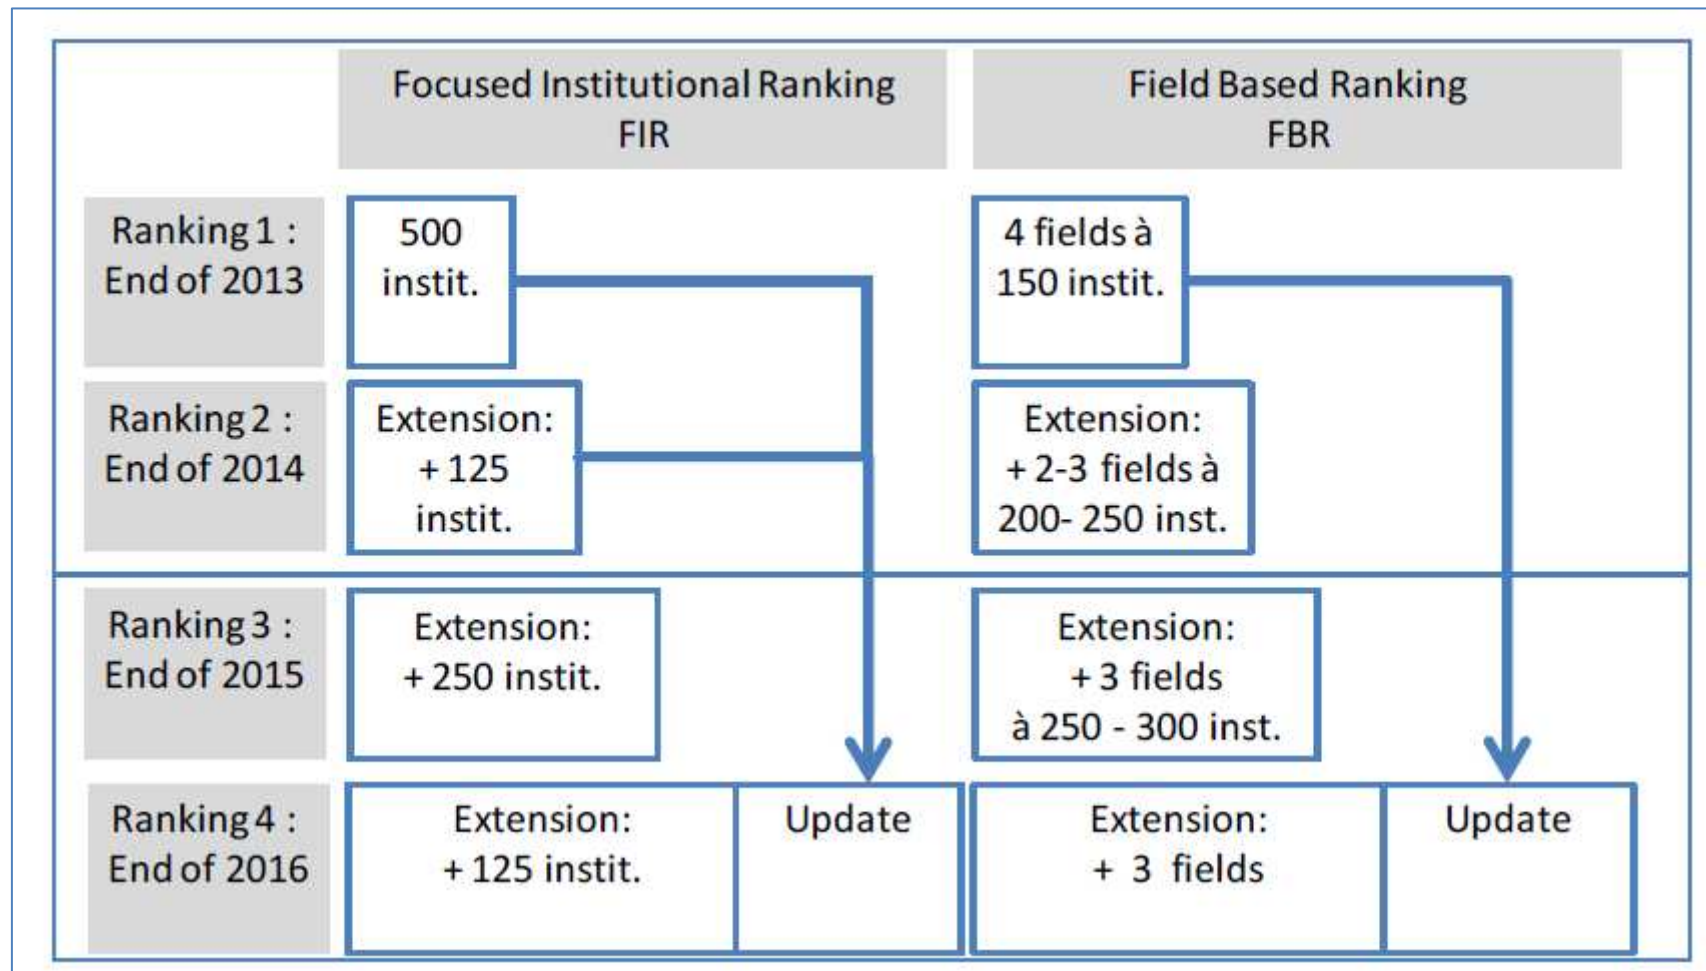 Focused Institutional Ranking
FIR
Field Based Ranking
FBR
Ranking 1 :
End of 2013
500
instit.
4 fields à
150 instit.
Ranking 2 :
End of 2014
Extension:
+ 125
instit.
Extension:
+ 2-3 fields à
200- 250 inst.
Ranking 3 :
End of 2015
Extension:
+ 250 instit.
Extension:
+ 3 fields
à 250 - 300 inst.
Ranking 4 :
End of 2016
Extension:
+ 125 instit.
Update
Extension:
+ 3 fields
Update